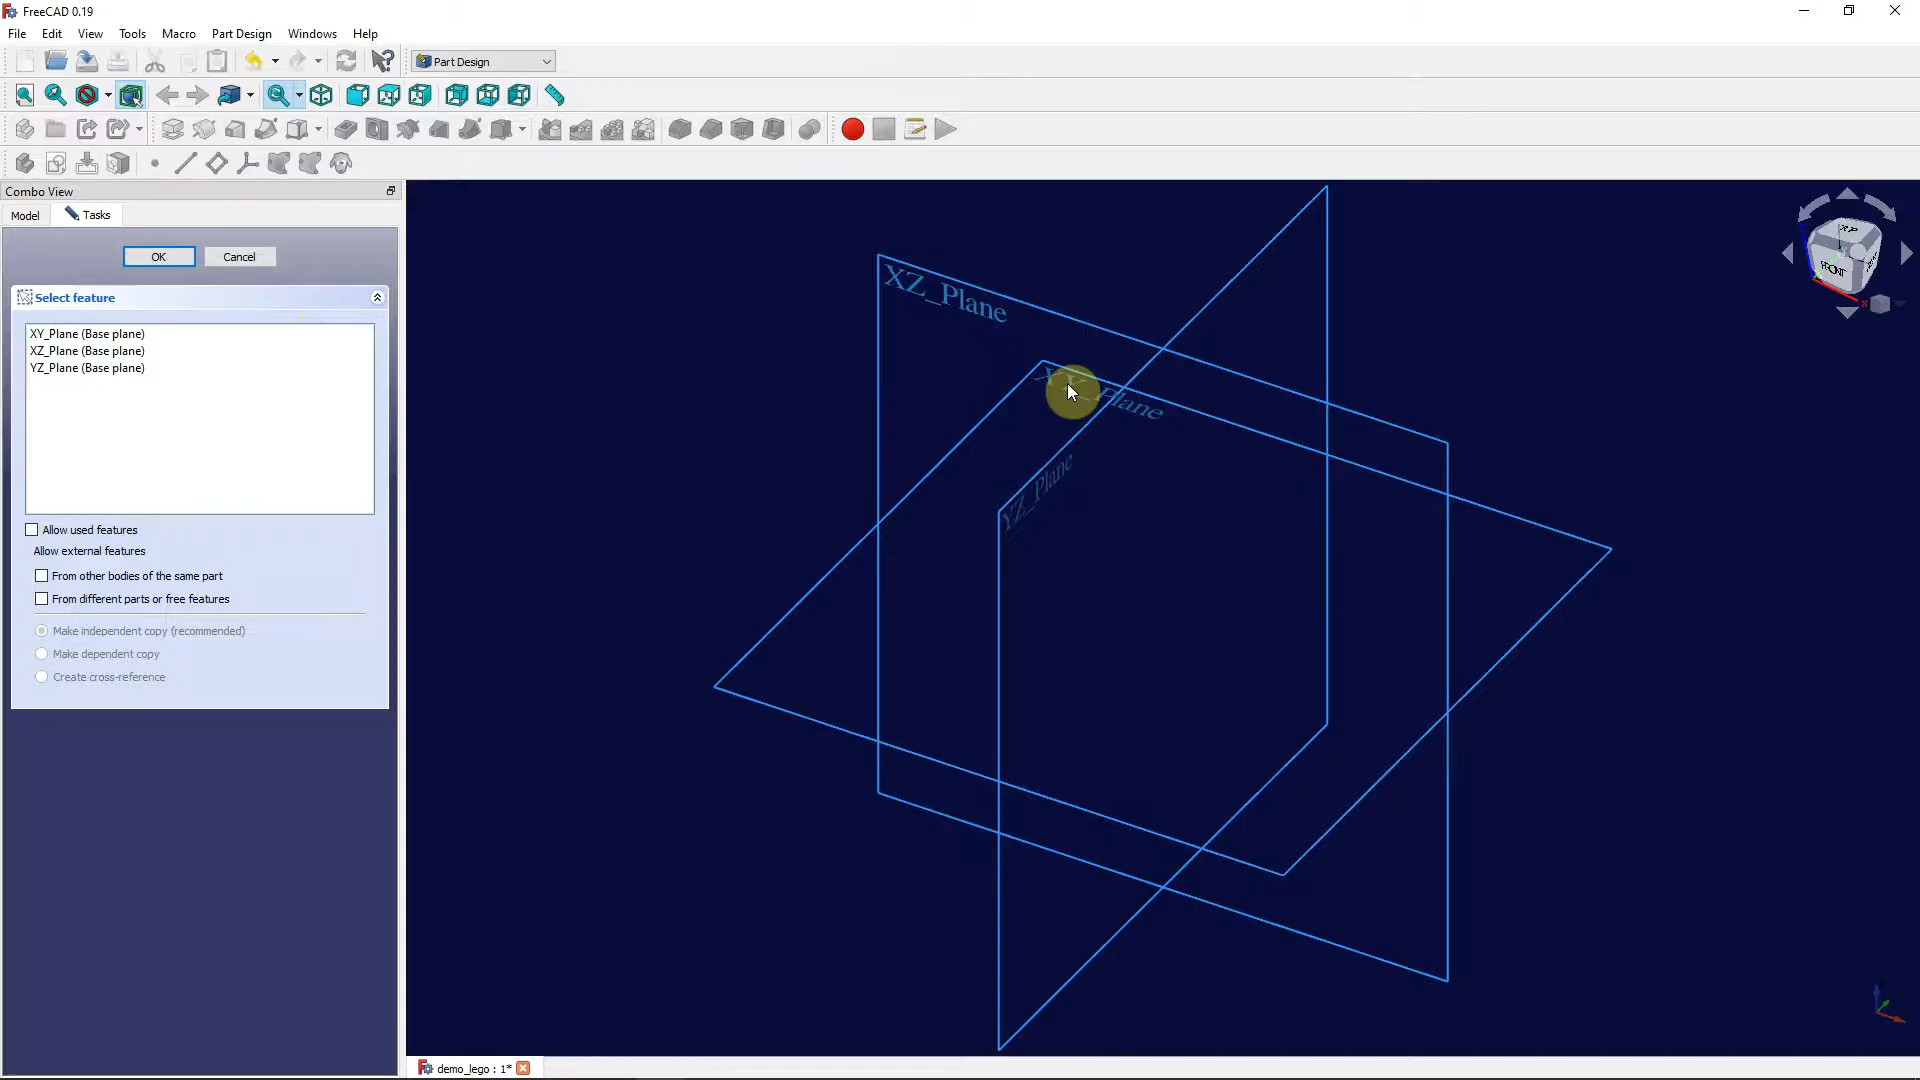 FreeCAD 0.19
File Edit View Tools Macro Part Design Windows Help
Part Design
Combo View
Model Tasks
OK Cancel
Select feature
XY_Plane (Base plane)
XZ_Plane (Base plane)
YZ_Plane (Base plane)
Allow used features
Allow external features
From other bodies of the same part
From different parts or free features
Make independent copy (recommended)
Make dependent copy
Create cross-reference
XZ_Plane
XY_Plane
YZ_Plane
FRONT
X
demo_lego : 1*